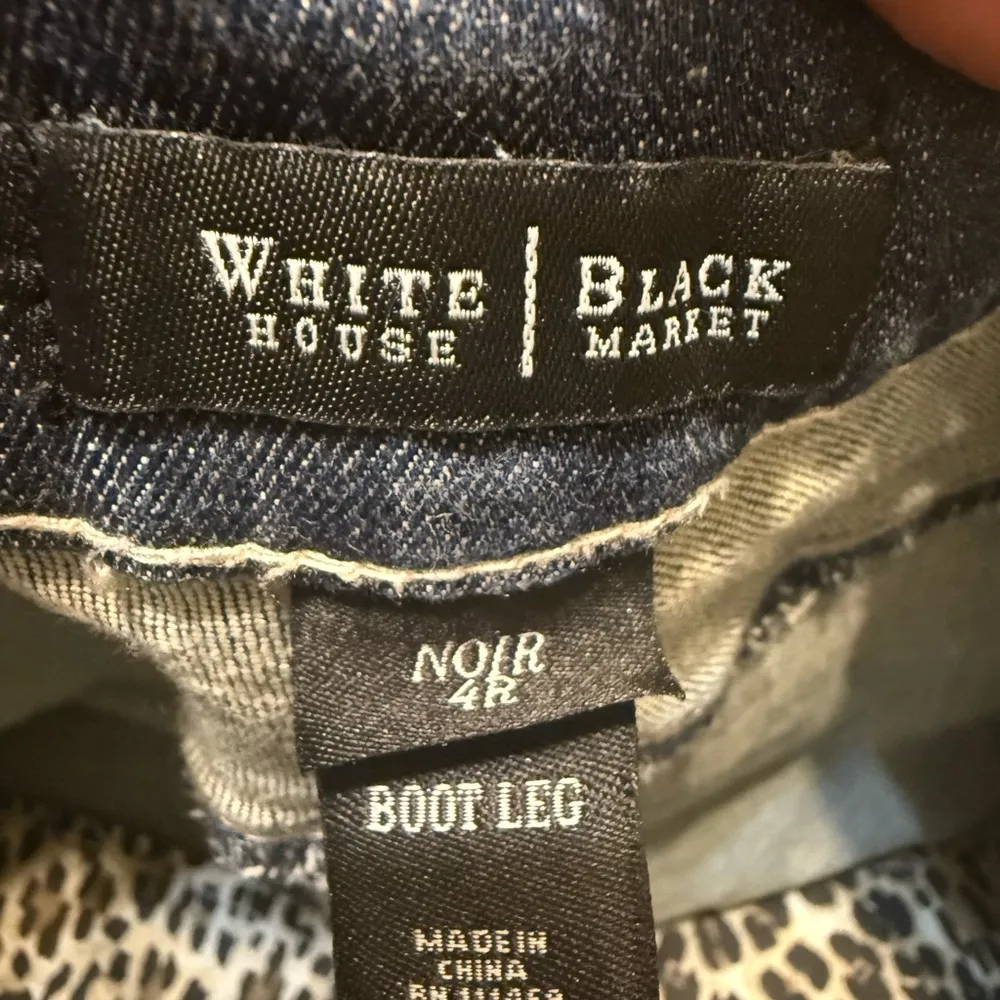 WHITE | BLACK
HOUSE | MARKET
NOIR
4R
BOOT LEG
MADE IN
CHINA